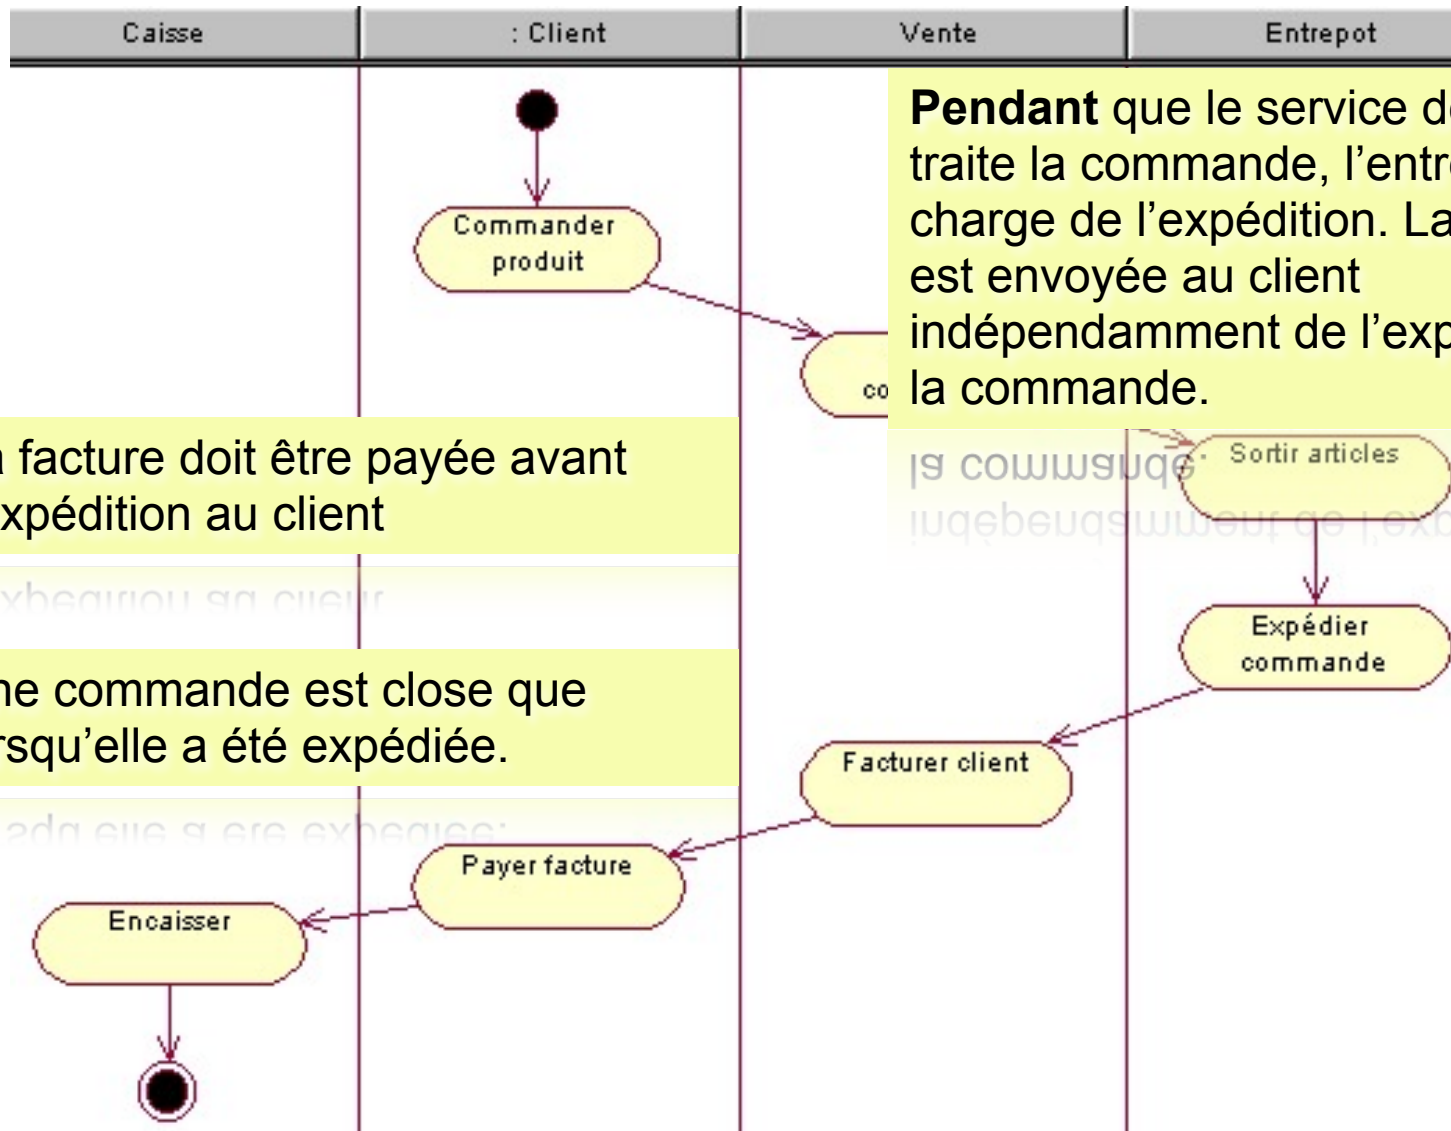 Caisse
: Client
Vente
Entrepot
Commander
produit
Pendant que le service
traite la commande, l’entr
charge de l’expédition. La
est envoyée au client
indépendamment de l’exp
la commande.
co
Sortir articles
a facture doit être payée avant
xpédition au client
Expédier
commande
ne commande est close que
rsqu’elle a été expédiée.
Facturer client
Payer facture
Encaisser